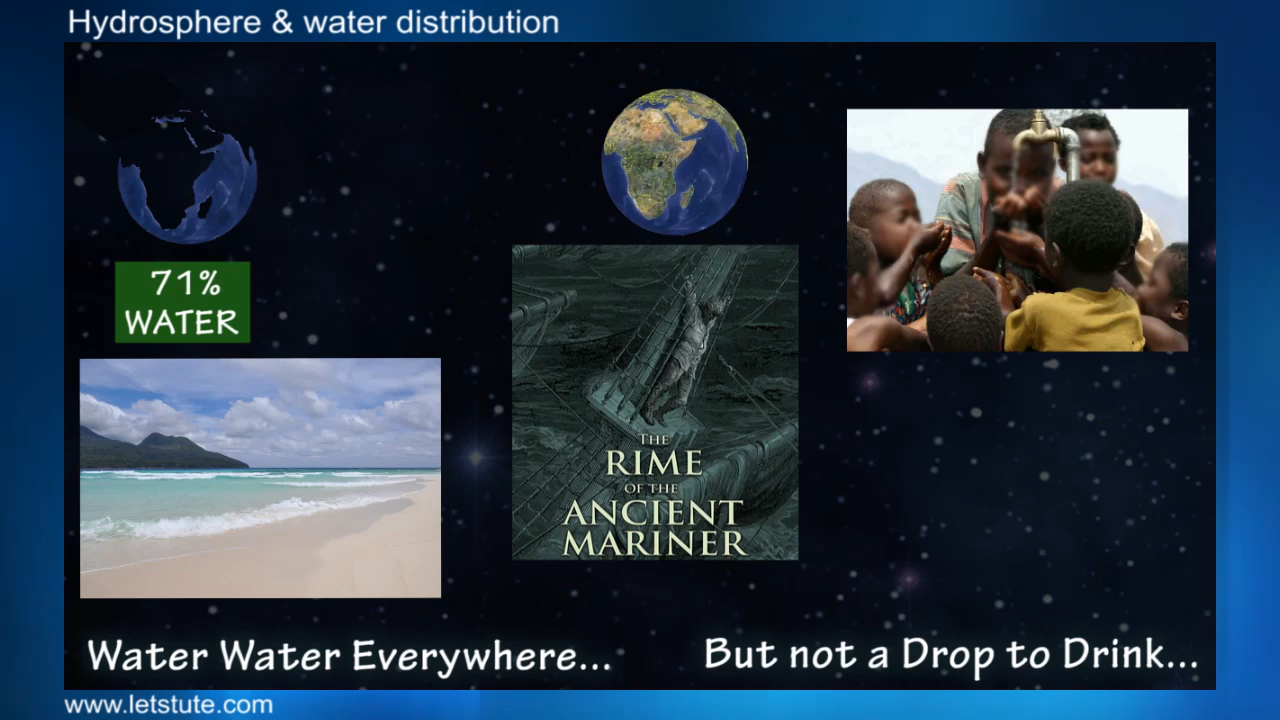 Hydrosphere & water distribution
71%
WATER
THE
RIME
OF THE
ANCIENT
MARINER
Water Water Everywhere...
But not a Drop to Drink...
www.letstute.com